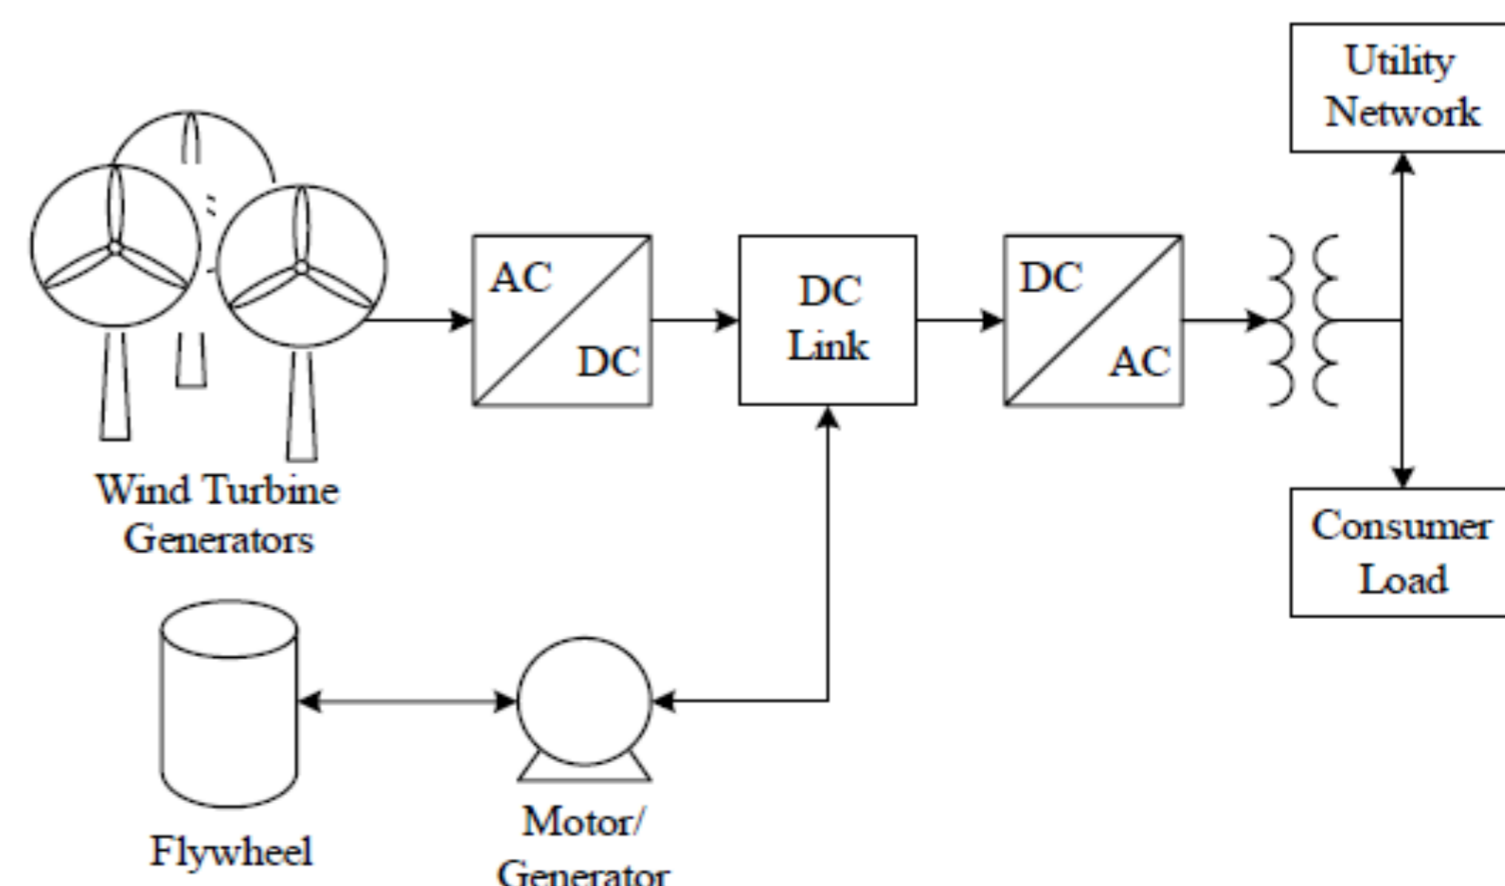 Utility
Network
AC
DC
DC
Link
DC
AC
Wind Turbine
Generators
Consumer
Load
Flywheel
Motor/
Generator